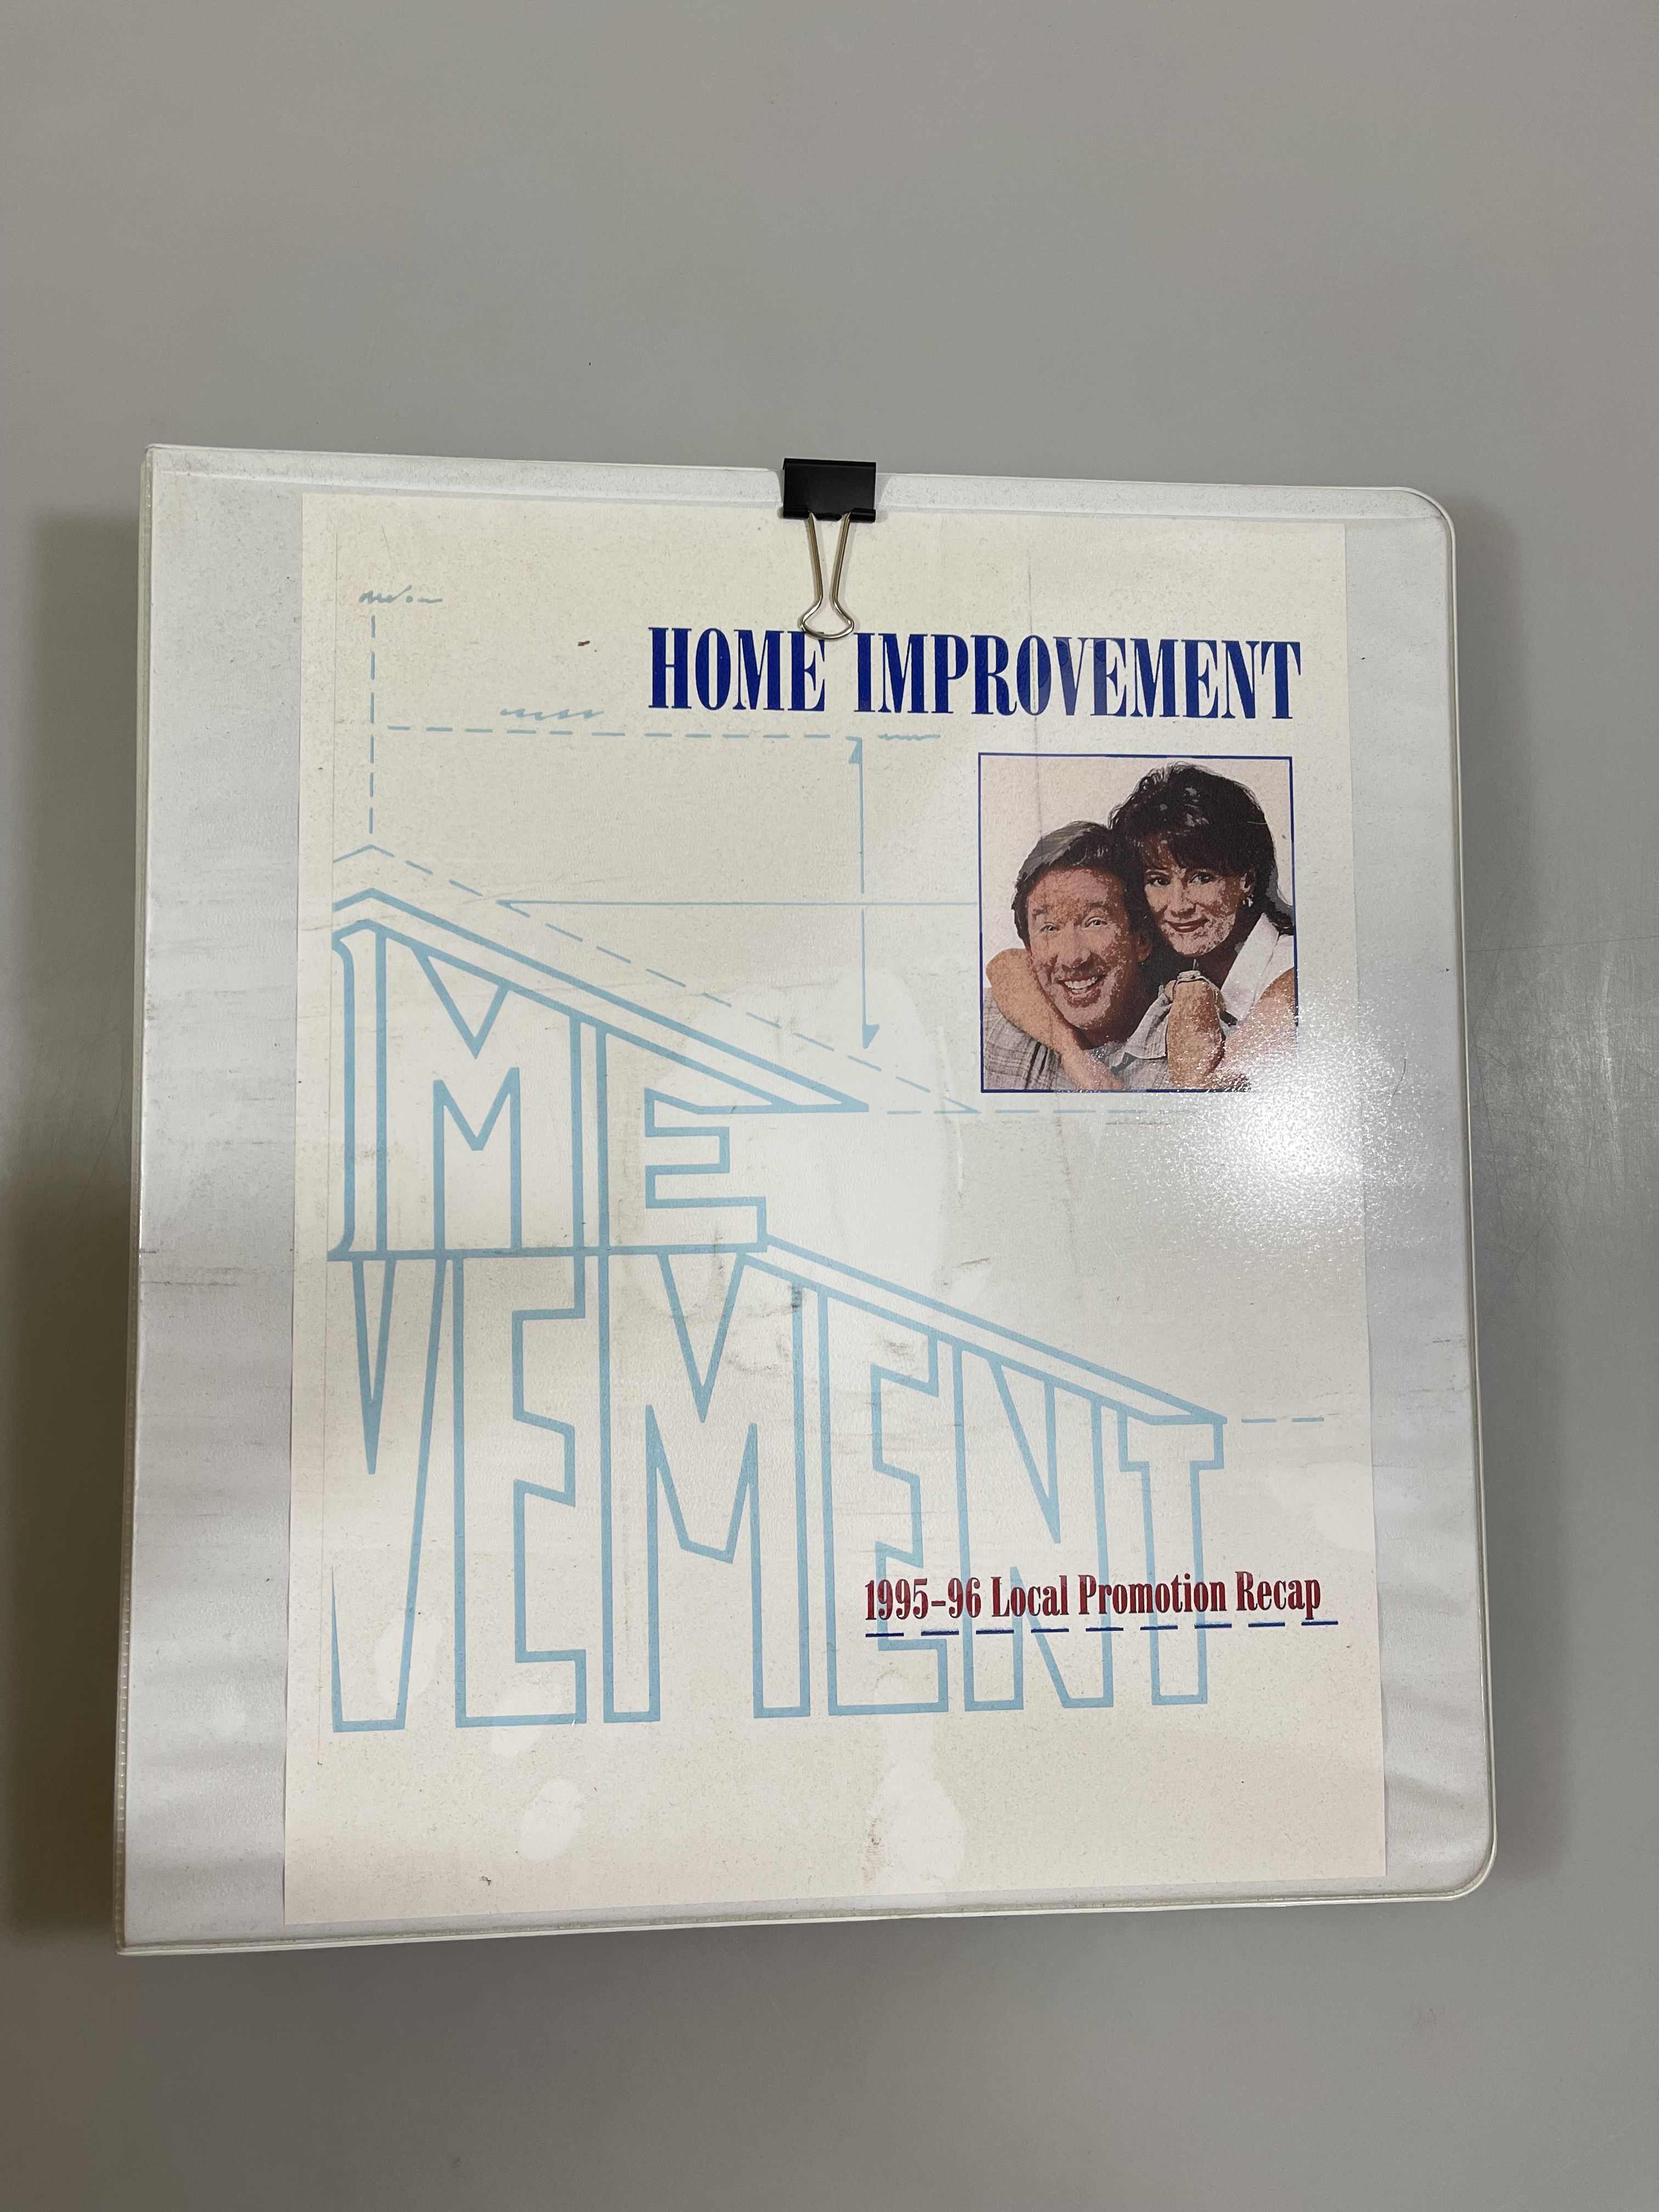 HOME IMPROVEMENT
ME
VEMENT
1995-96 Local Promotion Recap